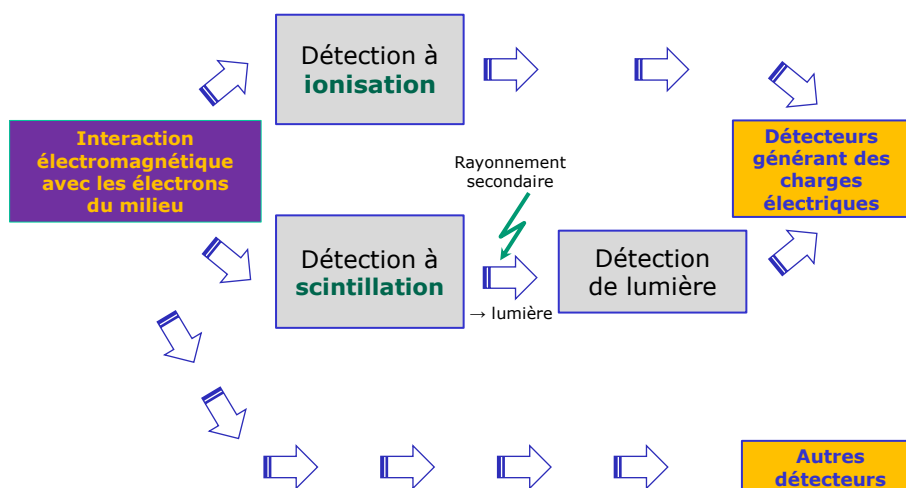 Détection à
ionisation
Interaction
électromagnétique
avec les électrons
du milieu
Détecteurs
générant des
charges
électriques
Rayonnement
secondaire
Détection à
scintillation
→ lumière
Détection
de lumière
Autres
détecteurs